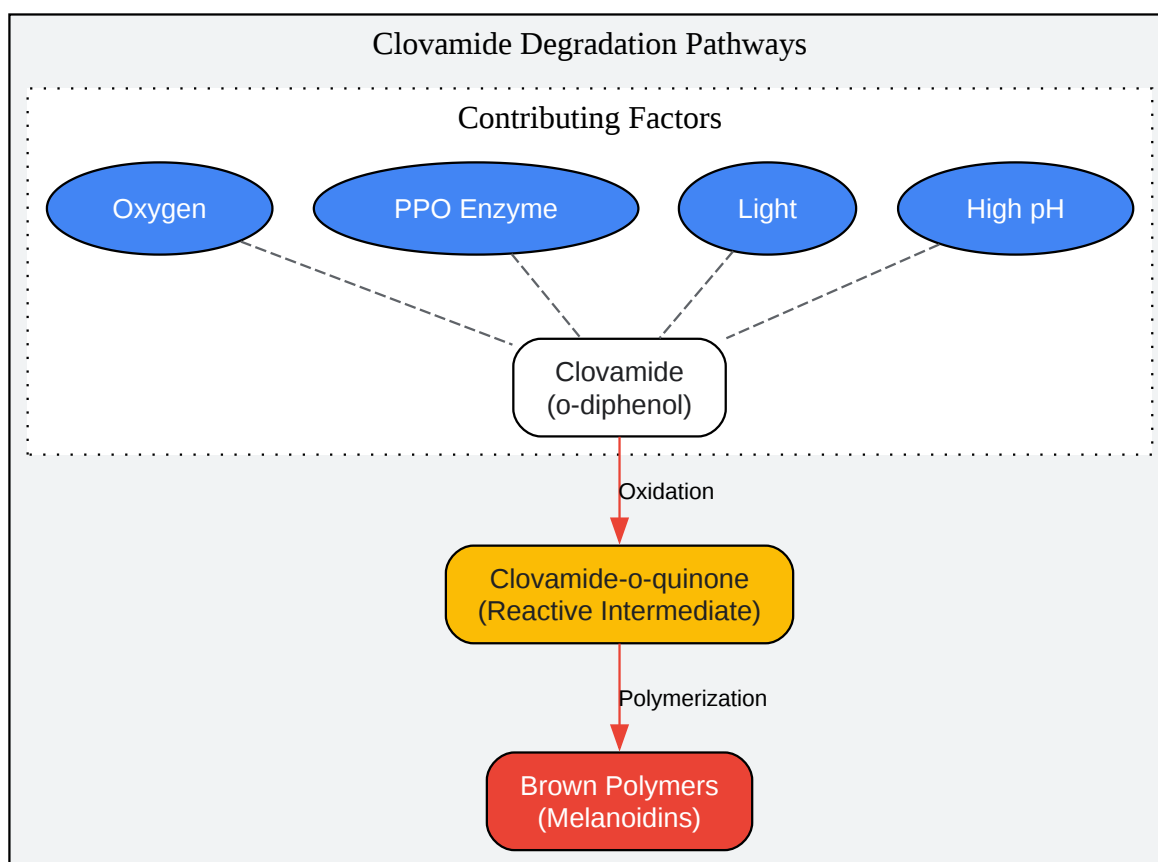 Clovamide Degradation Pathways
Contributing Factors
Oxygen
PPO Enzyme
Light
High pH
Clovamide
(o-diphenol)
Oxidation
Clovamide-o-quinone
(Reactive Intermediate)
Polymerization
Brown Polymers
(Melanoidins)